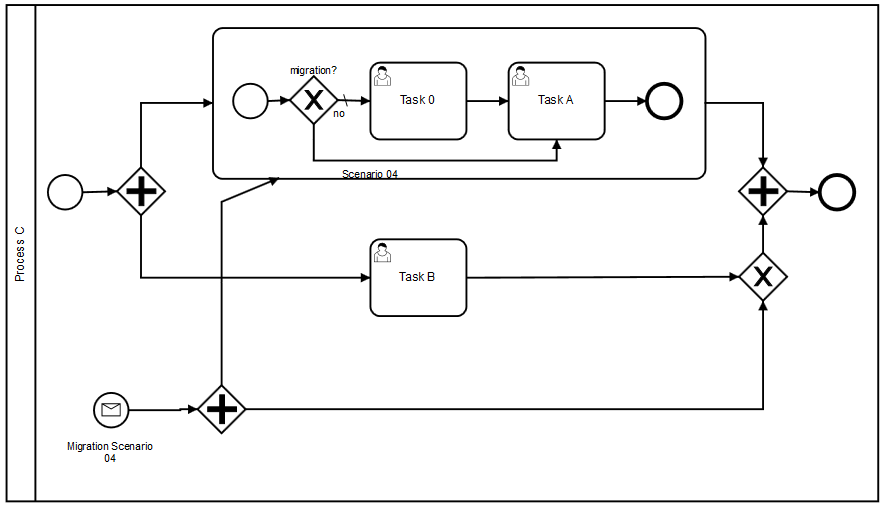 Process C
migration?
no
Task 0
Task A
Scenario 04
Task B
Migration Scenario
04